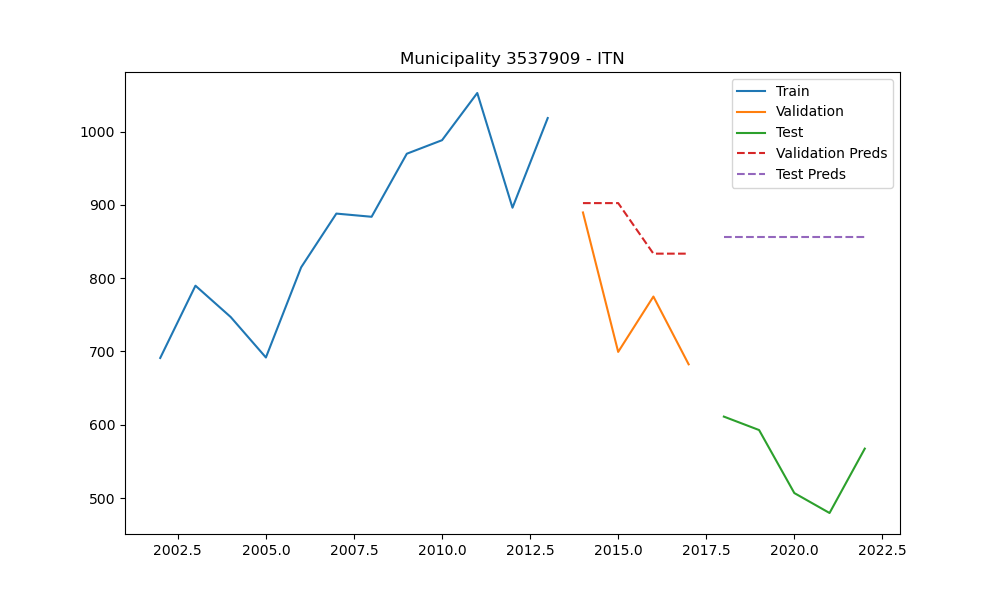 Municipality 3537909 - ITN
Train
Validation
Test
Validation Preds
Test Preds
1000
900
800
700
600
500
2002.5 2005.0 2007.5 2010.0 2012.5 2015.0 2017.5 2020.0 2022.5